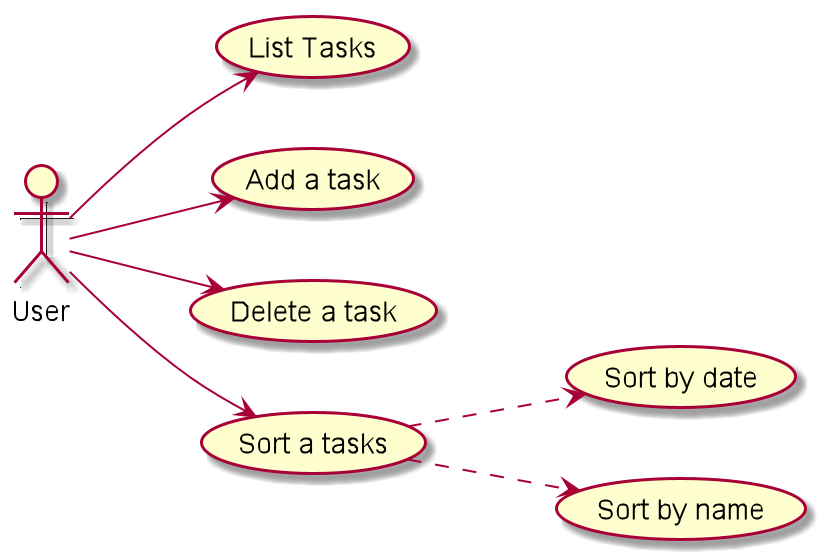 List Tasks
Add a task
User
Delete a task
Sort by date
Sort a tasks
Sort by name